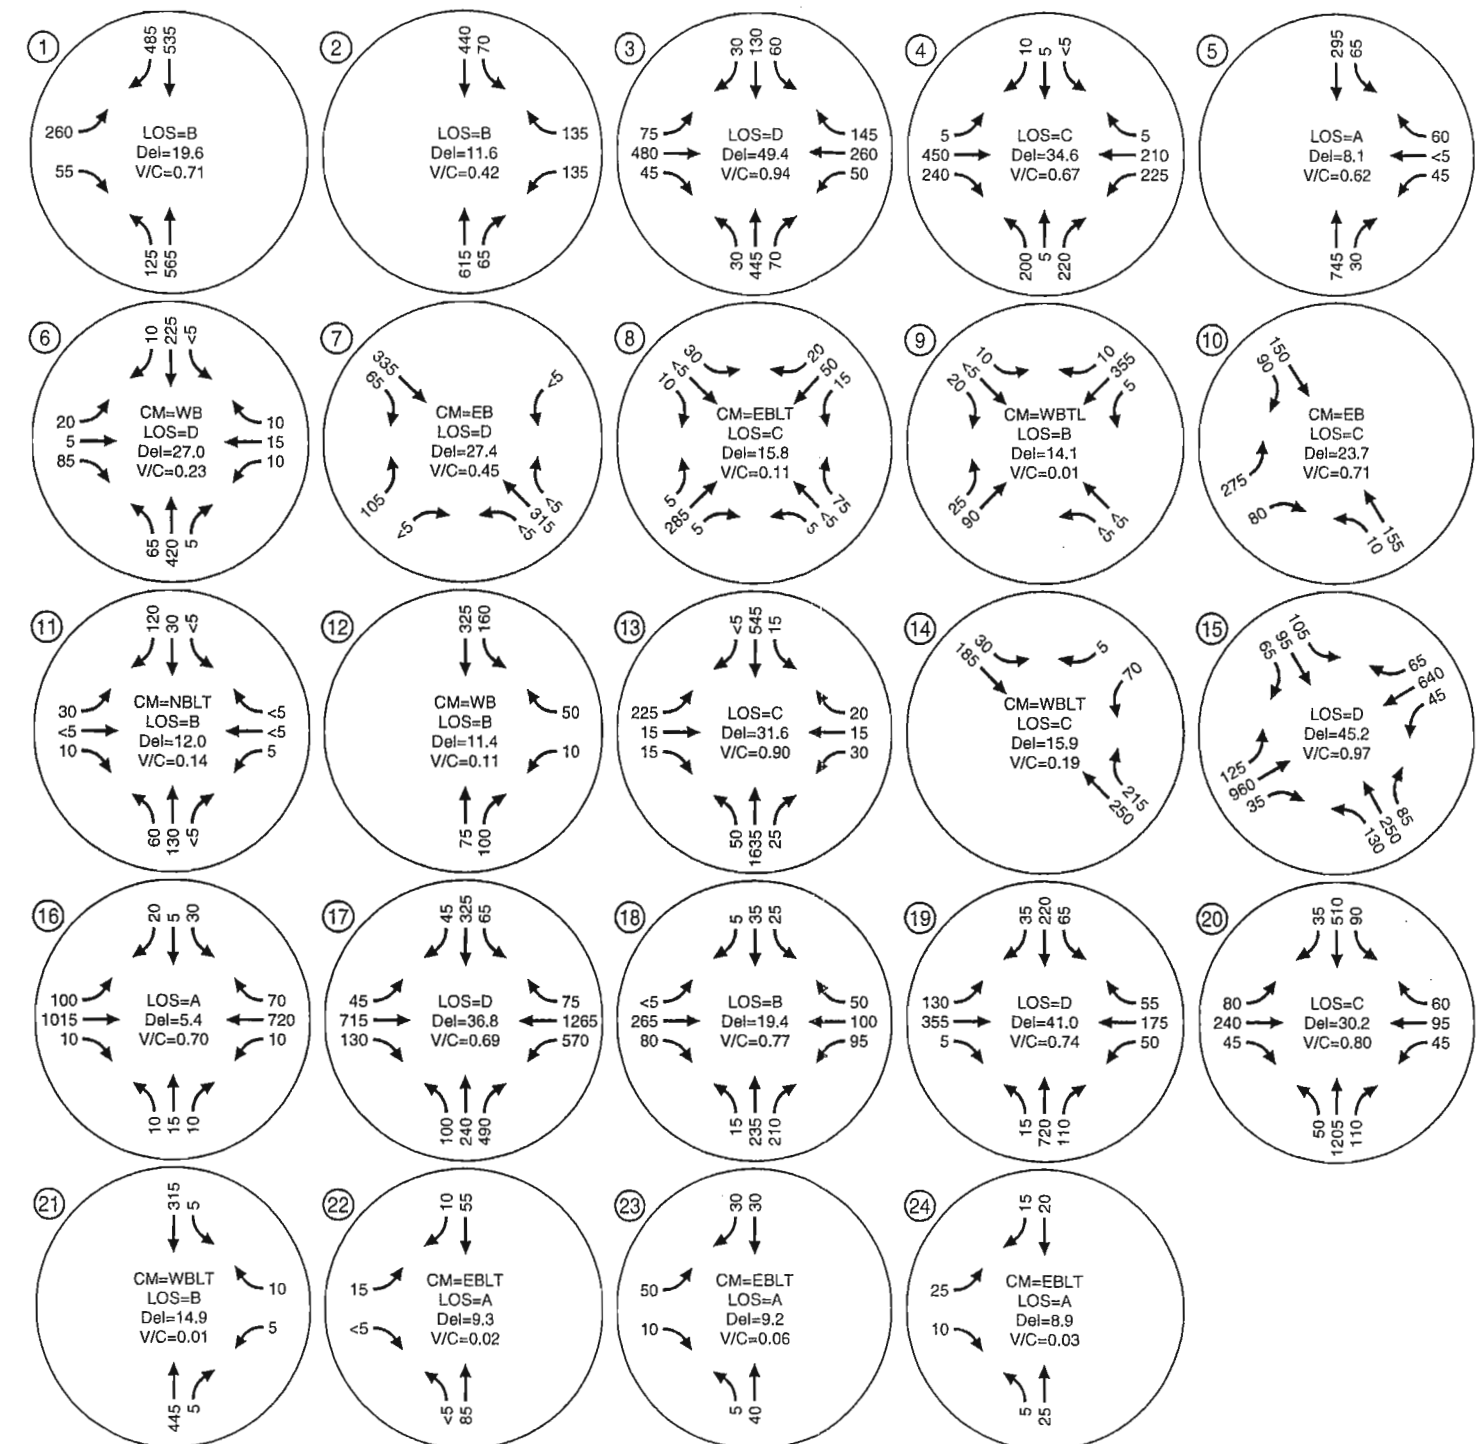 1
485 535
260
55
LOS=B
Del=19.6
V/C=0.71
125 565
2
440 70
LOS=B
Del=11.6
V/C=0.42
135
135
615 65
3
30 130 60
75
480
45
LOS=D
Del=49.4
V/C=0.94
145
260
50
30 445 70
4
10 5 <5
5
450
240
LOS=C
Del=34.6
V/C=0.67
5
210
225
200 5 220
5
295 65
LOS=A
Del=8.1
V/C=0.62
60
<5
45
745 30
6
10 225 <5
20
5
85
CM=WB
LOS=D
Del=27.0
V/C=0.23
10
15
10
65 420 5
7
335
65
<5
CM=EB
LOS=D
Del=27.4
V/C=0.45
105
<5
<5
315
<5
8
30
<5
10
20
50
15
CM=EBLT
LOS=C
Del=15.8
V/C=0.11
5
285
5
75
<5
5
9
10
<5
20
10
355
5
CM=WBTL
LOS=B
Del=14.1
V/C=0.01
25
90
<5
<5
10
150
90
CM=EB
LOS=C
Del=23.7
V/C=0.71
275
80
155
10
11
120 30 <5
30
<5
10
CM=NBLT
LOS=B
Del=12.0
V/C=0.14
<5
<5
5
60 130 <5
12
325 160
CM=WB
LOS=B
Del=11.4
V/C=0.11
50
10
75 100
13
<5 545 15
225
15
15
LOS=C
Del=31.6
V/C=0.90
20
15
30
50 1635 25
14
30
185
5
70
CM=WBLT
LOS=C
Del=15.9
V/C=0.19
215
250
15
105
95
65
65
640
45
LOS=D
Del=45.2
V/C=0.97
125
960
35
85
250
130
16
20 5 30
100
1015
10
LOS=A
Del=5.4
V/C=0.70
70
720
10
10 15 10
17
45 325 65
45
715
130
LOS=D
Del=36.8
V/C=0.69
75
1265
570
100 240 490
18
5 35 25
<5
265
80
LOS=B
Del=19.4
V/C=0.77
50
100
95
15 235 210
19
35 220 65
130
355
5
LOS=D
Del=41.0
V/C=0.74
55
175
50
15 720 110
20
35 510 90
80
240
45
LOS=C
Del=30.2
V/C=0.80
60
95
45
50 1205 110
21
315 5
CM=WBLT
LOS=B
Del=14.9
V/C=0.01
10
5
445 5
22
10 55
15
<5
CM=EBLT
LOS=A
Del=9.3
V/C=0.02
<5 85
23
30 30
50
10
CM=EBLT
LOS=A
Del=9.2
V/C=0.06
5 40
24
15 20
25
10
CM=EBLT
LOS=A
Del=8.9
V/C=0.03
5 25